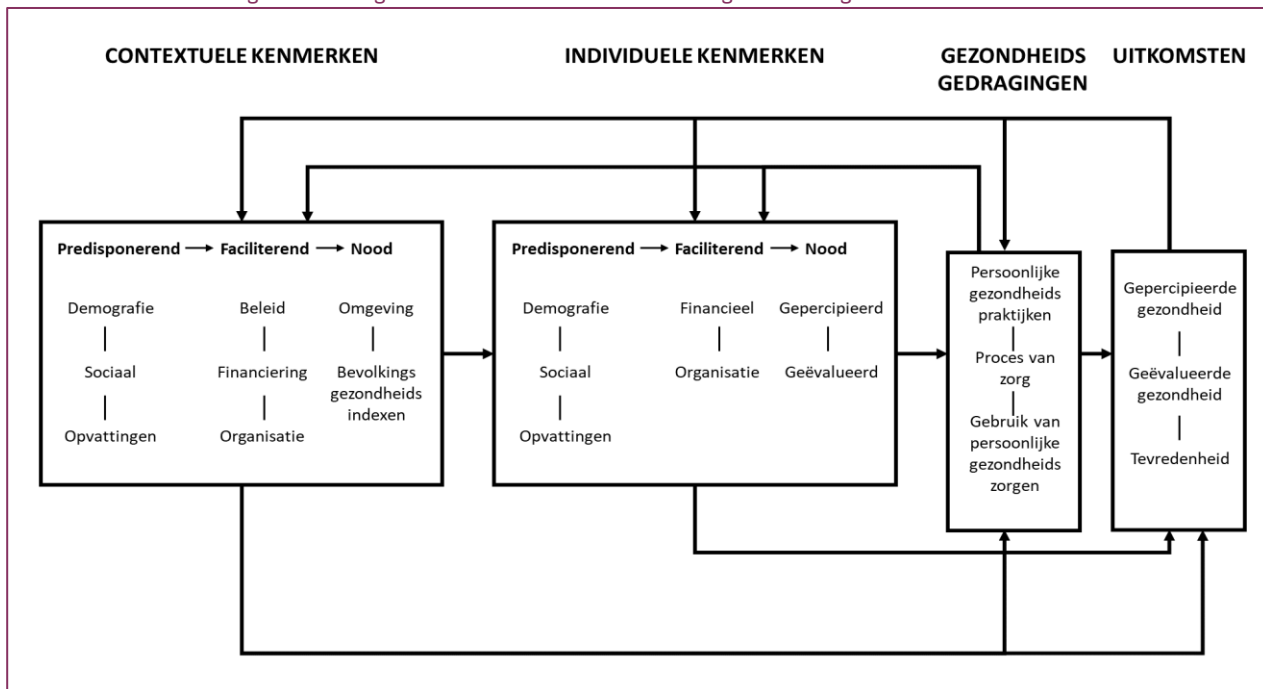 CONTEXTUELE KENMERKEN
INDIVIDUELE KENMERKEN
GEZONDHEIDS
GEDRAGINGEN
UITKOMSTEN
Predisponerend
Faciliterend
Nood
Demografie
Sociaal
Opvattingen
Beleid
Financiering
Organisatie
Omgeving
Bevolkings
gezondheids
indexen
Predisponerend
Faciliterend
Nood
Demografie
Sociaal
Opvattingen
Financieel
Organisatie
Gepercipieerd
Geëvalueerd
Persoonlijke
gezondheids
praktijken
Proces van
zorg
Gebruik van
persoonlijke
gezondheids
zorgen
Gepercipieerde
gezondheid
Geëvalueerde
gezondheid
Tevredenheid